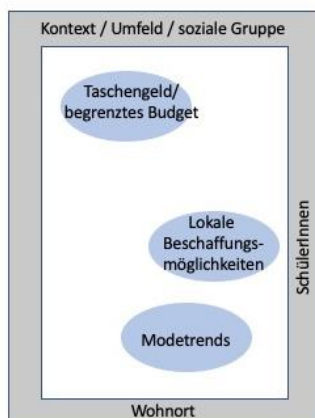 Kontext / Umfeld / soziale Gruppe
Taschengeld/
begrenztes Budget
Lokale
Beschaffungs-
möglichkeiten
SchülerInnen
Modetrends
Wohnort